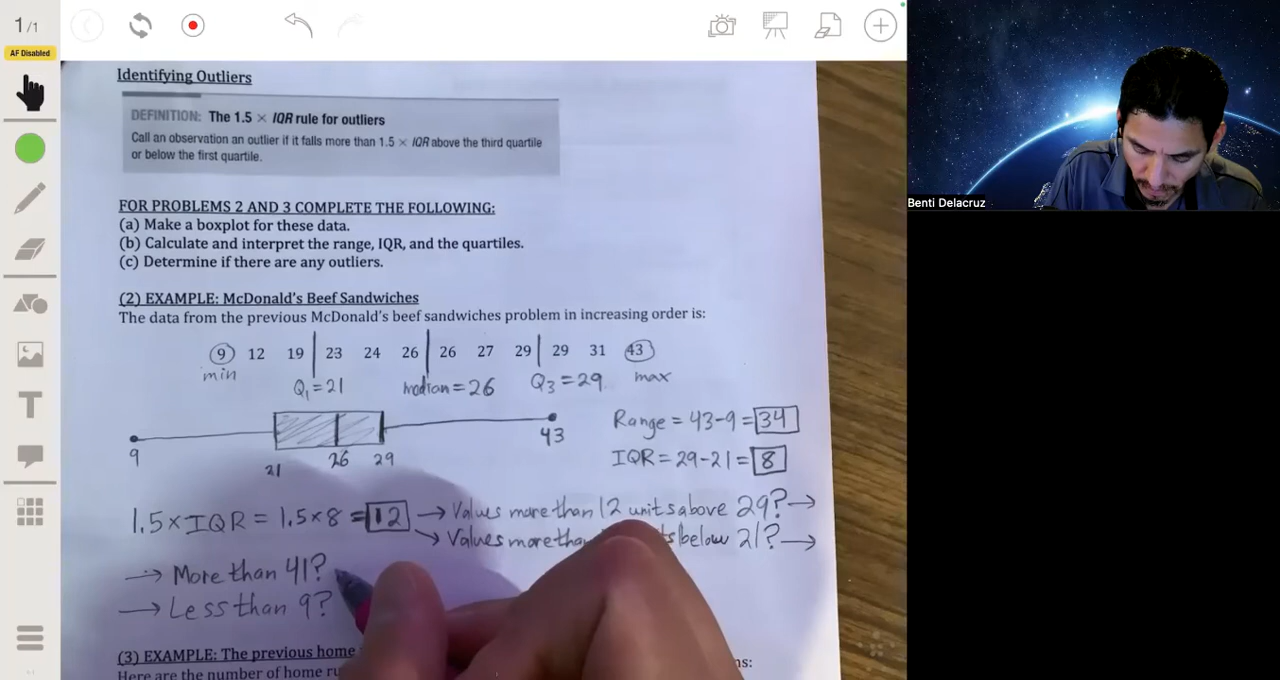 1/1
AF Disabled
T
Identifying Outliers
DEFINITION: The 1.5 × IQR rule for outliers
Call an observation an outlier if it falls more than 1.5 × IQR above the third quartile
or below the first quartile.
FOR PROBLEMS 2 AND 3 COMPLETE THE FOLLOWING:
(a) Make a boxplot for these data.
(b) Calculate and interpret the range, IQR, and the quartiles.
(c) Determine if there are any outliers.
(2) EXAMPLE: McDonald's Beef Sandwiches
The data from the previous McDonald's beef sandwiches problem in increasing order is:
9 12 19 23 24 26 26 27 29 29 31 43
min Q₁=21 median=26 Q₃=29 max
Range = 43-9 = 34
IQR = 29-21 = 8
9 21 26 29 43
1.5×IQR = 1.5×8 = 12 → Values more than 12 units above 29? →
→ Values more than below 21? →
→ More than 41?
→ Less than 9?
(3) EXAMPLE: The previous home
Here are the number of home ru
ns:
Benti Delacruz